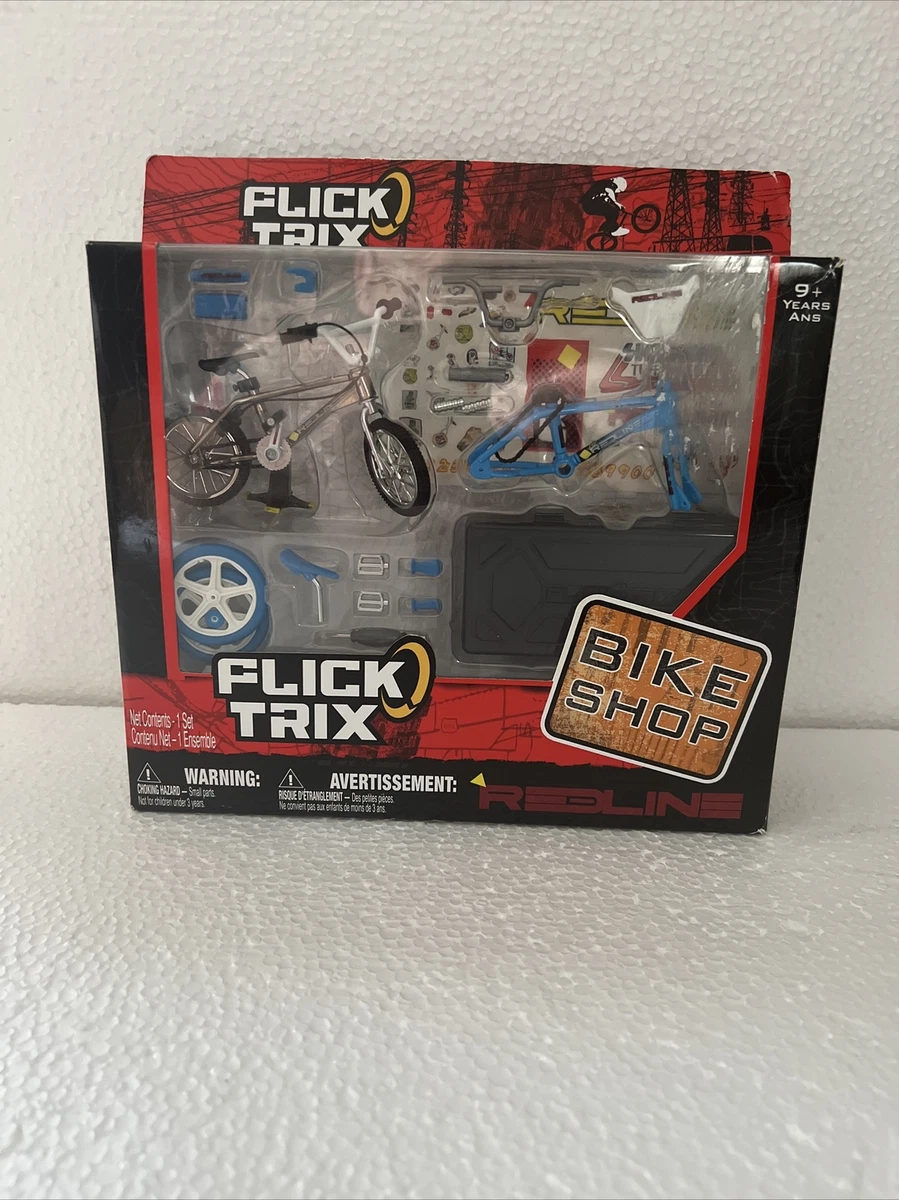 FLICK
TRIX
9+
YEARS
ANS
REDLINE
FLICK
TRIX
BIKE
SHOP
Net Contents - 1 Set
Contenu Net – 1 Ensemble
WARNING:
CHOKING HAZARD — Small parts.
Not for children under 3 years.
AVERTISSEMENT:
RISQUE D'ÉTRANGLEMENT — Des petites pièces.
Ne convient pas aux enfants de moins de 3 ans.
REDLINE